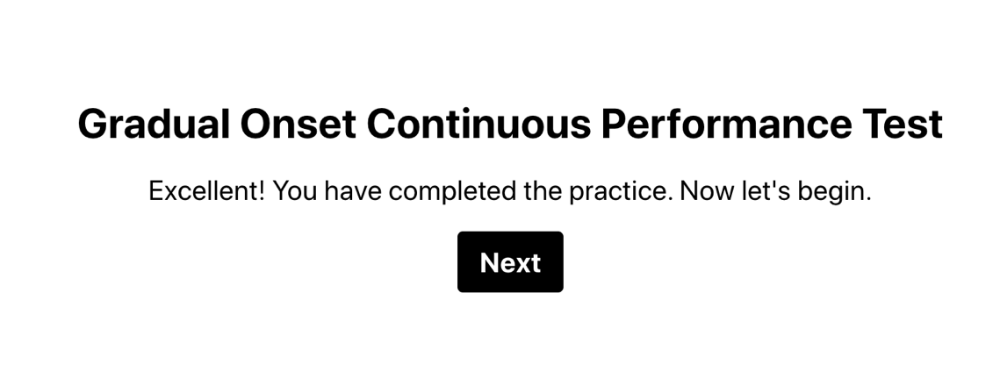 Gradual Onset Continuous Performance Test
Excellent! You have completed the practice. Now let's begin.
Next